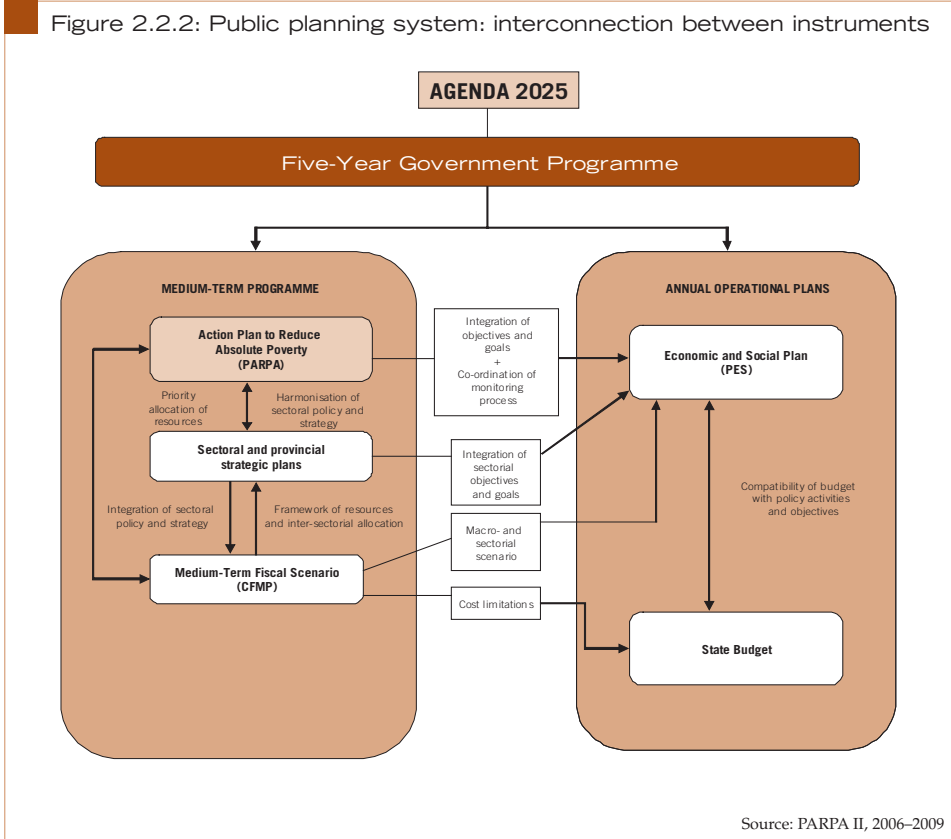 Figure 2.2.2: Public planning system: interconnection between instruments
AGENDA 2025
Five-Year Government Programme
MEDIUM-TERM PROGRAMME
Action Plan to Reduce
Absolute Poverty
(PARPA)
Priority
allocation of
resources
Harmonisation of
sectoral policy and
strategy
Sectoral and provincial
strategic plans
Integration of sectoral
policy and strategy
Framework of resources
and inter-sectorial allocation
Medium-Term Fiscal Scenario
(CFMP)
Integration of
objectives and
goals
+
Co-ordination of
monitoring
process
Integration of
sectorial
objectives
and goals
Macro- and
sectorial
scenario
Cost limitations
ANNUAL OPERATIONAL PLANS
Economic and Social Plan
(PES)
Compatibility of budget
with policy activities
and objectives
State Budget
Source: PARPA II, 2006–2009